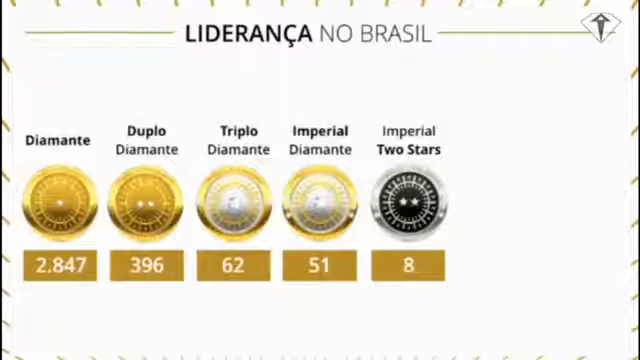 LIDERANÇA NO BRASIL
Diamante
Duplo
Diamante
Triplo
Diamante
Imperial
Diamante
Imperial
Two Stars
2.847
396
62
51
8